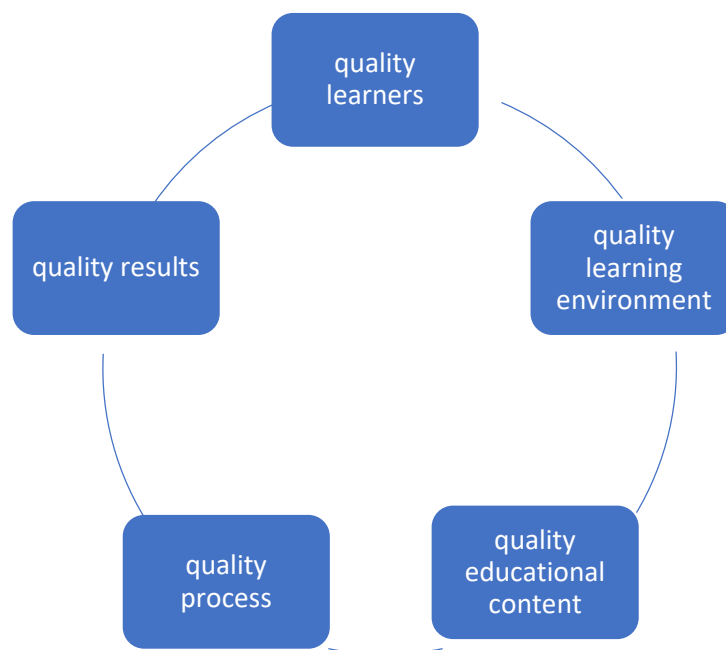 quality
learners
quality
learning
environment
quality
educational
content
quality
process
quality results